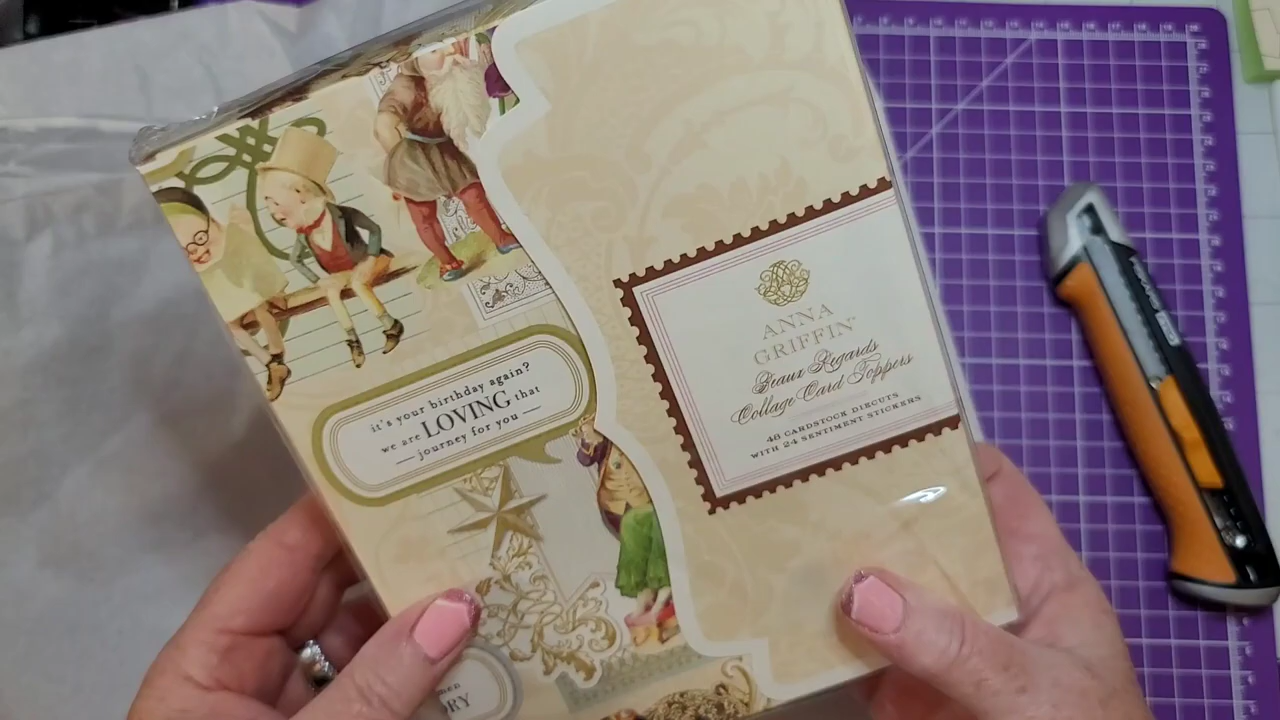 it's your birthday again?
we are LOVING that
— journey for you —
ANNA
GRIFFIN
Beaux Regards
Collage Card Toppers
48 CARDSTOCK DIECUTS
WITH 24 SENTIMENT STICKERS